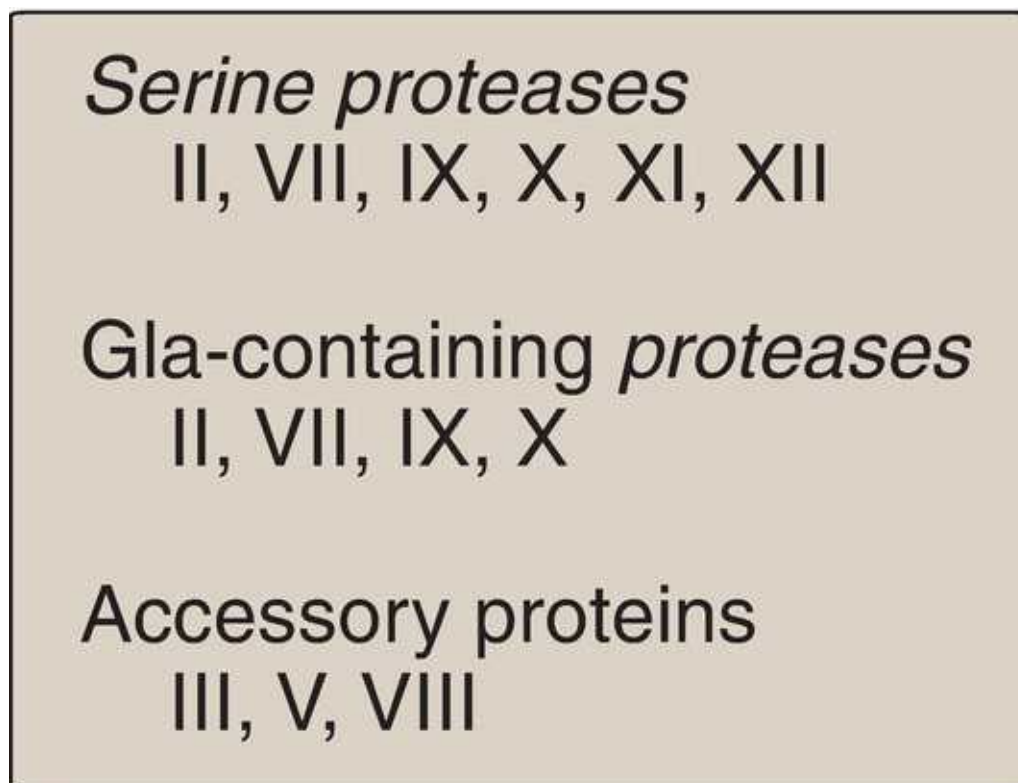 Serine proteases
II, VII, IX, X, XI, XII
Gla-containing proteases
II, VII, IX, X
Accessory proteins
III, V, VIII